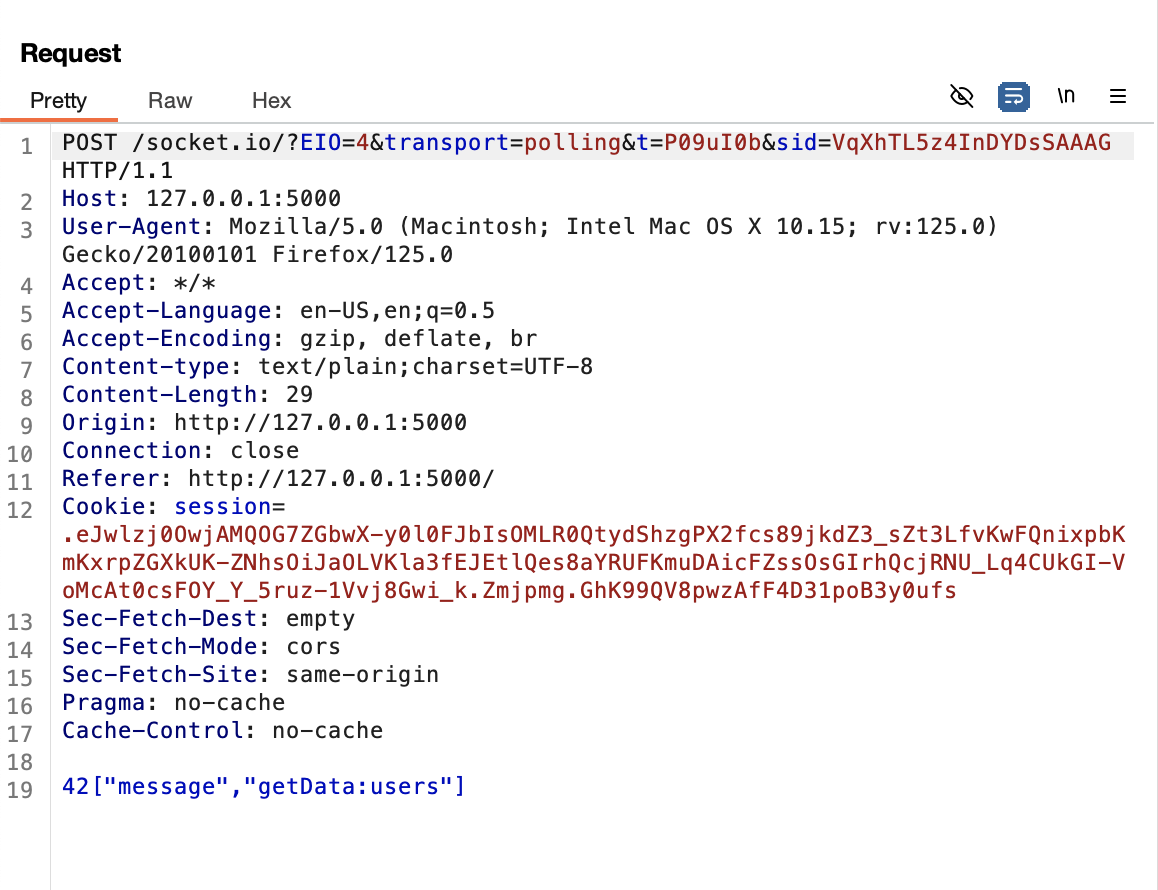 Request
Pretty Raw Hex \n
1 POST /socket.io/?EIO=4&transport=polling&t=P09uI0b&sid=VqXhTL5z4InDYDsSAAAG
HTTP/1.1
2 Host: 127.0.0.1:5000
3 User-Agent: Mozilla/5.0 (Macintosh; Intel Mac OS X 10.15; rv:125.0)
Gecko/20100101 Firefox/125.0
4 Accept: */*
5 Accept-Language: en-US,en;q=0.5
6 Accept-Encoding: gzip, deflate, br
7 Content-type: text/plain;charset=UTF-8
8 Content-Length: 29
9 Origin: http://127.0.0.1:5000
10 Connection: close
11 Referer: http://127.0.0.1:5000/
12 Cookie: session=
.eJwlzj0OwjAMQOG7ZGbwX-y0l0FJbIsOMLR0QtydShzgPX2fcs89jkdZ3_sZt3LfvKwFQnixpbK
mKxrpZGXkUK-ZNhsOiJaOLVKla3fEJEtlQes8aYRUFKmuDAicFZssOsGIrhQcjRNU_Lq4CUkGI-V
oMcAt0csFOY_Y_5ruz-1Vvj8Gwi_k.Zmjpmg.GhK99QV8pwzAfF4D31poB3y0ufs
13 Sec-Fetch-Dest: empty
14 Sec-Fetch-Mode: cors
15 Sec-Fetch-Site: same-origin
16 Pragma: no-cache
17 Cache-Control: no-cache
18
19 42["message","getData:users"]